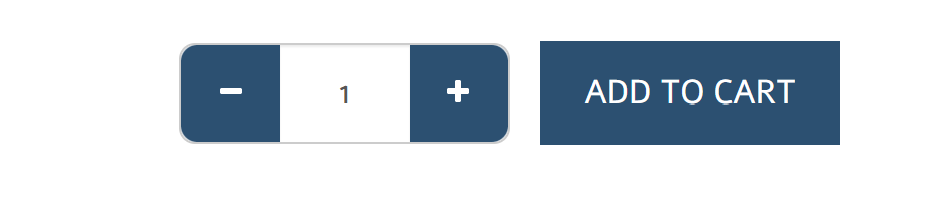 − 1 + ADD TO CART